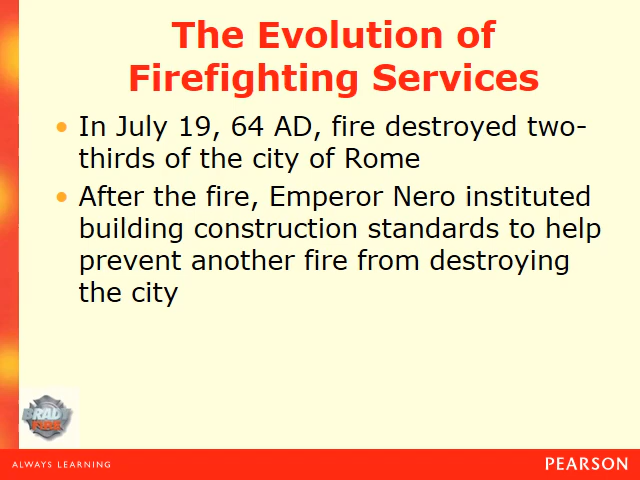 The Evolution of
Firefighting Services
• In July 19, 64 AD, fire destroyed two-
thirds of the city of Rome
• After the fire, Emperor Nero instituted
building construction standards to help
prevent another fire from destroying
the city
BRADY
FIRE
ALWAYS LEARNING
PEARSON